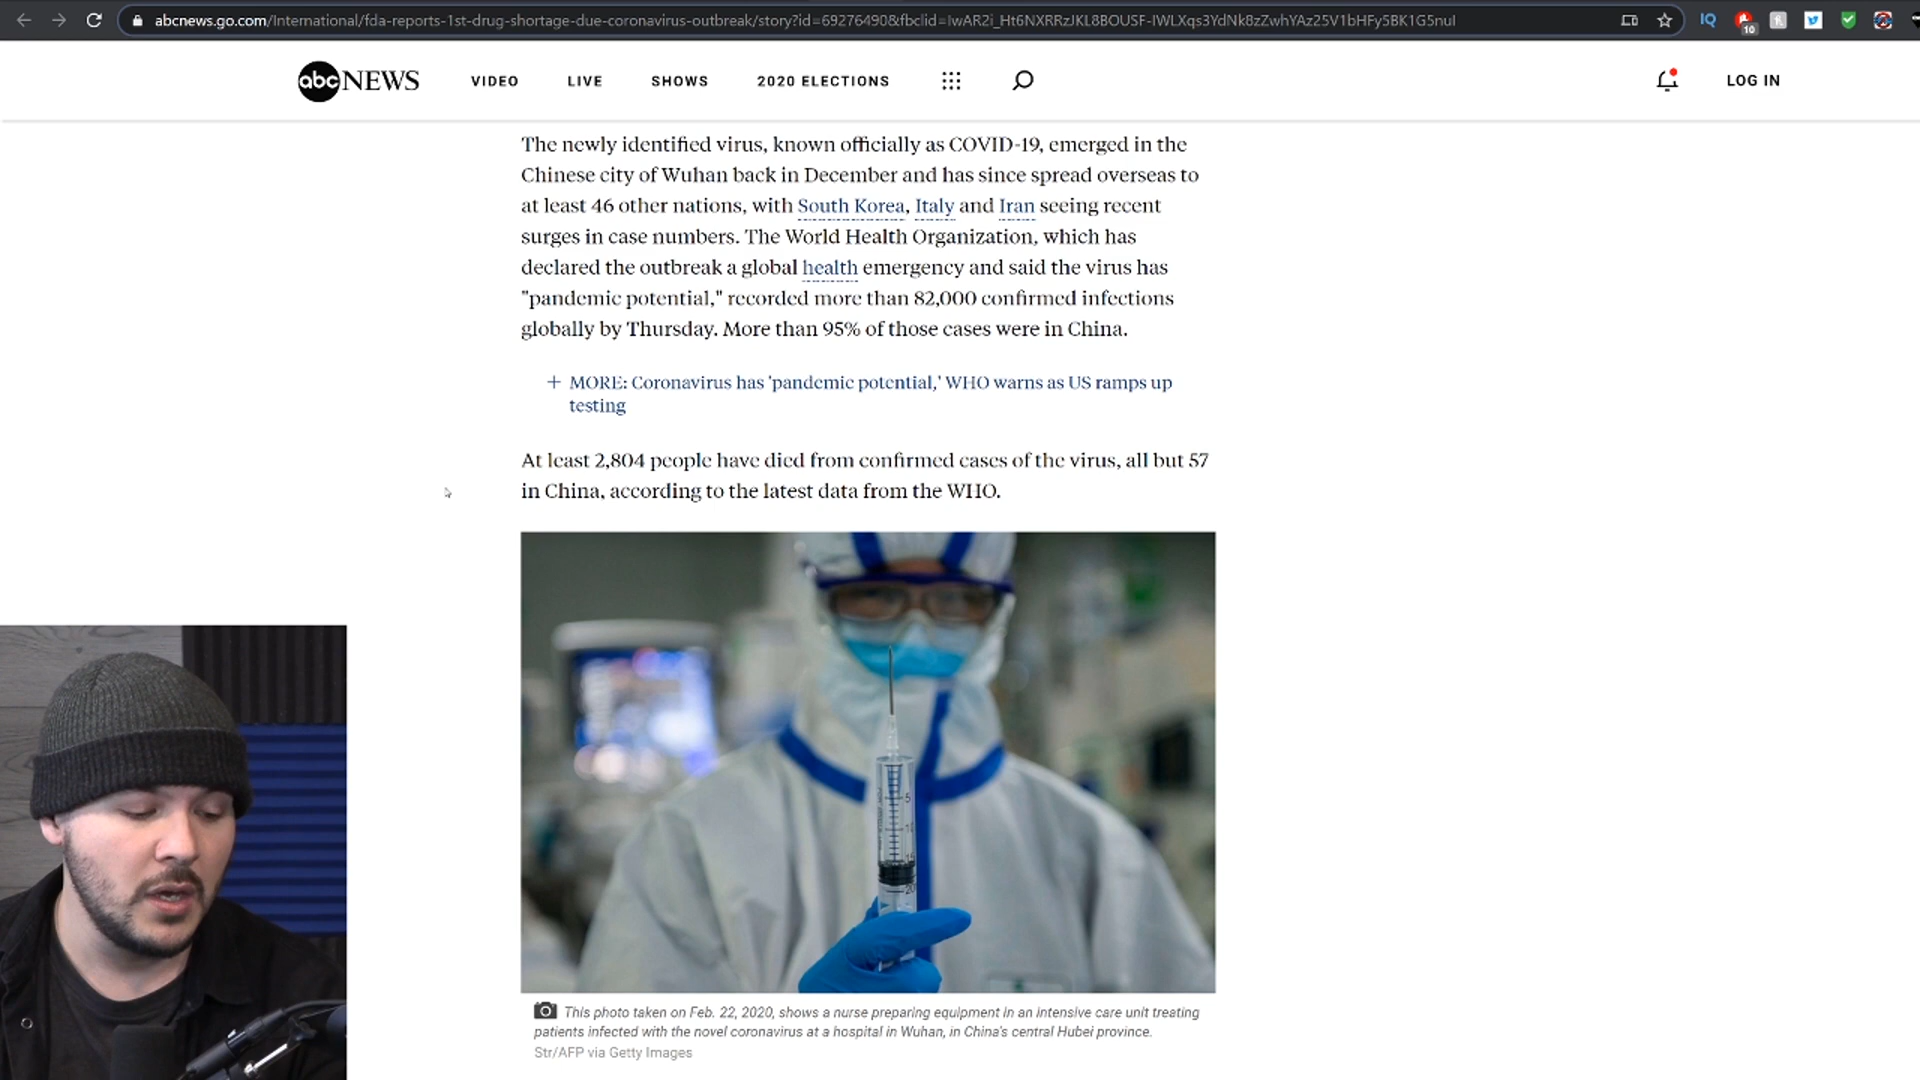 abcnews.go.com/International/fda-reports-1st-drug-shortage-due-coronavirus-outbreak/story?id=69276490&fbclid=IwAR2i_Ht6NXRRzJKL8BOUSF-IWLXqs3YdNk8zZwhYAz25V1bHFy5BK1G5nuI
IQ
10
abc NEWS
VIDEO
LIVE
SHOWS
2020 ELECTIONS
LOG IN
The newly identified virus, known officially as COVID-19, emerged in the
Chinese city of Wuhan back in December and has since spread overseas to
at least 46 other nations, with South Korea, Italy and Iran seeing recent
surges in case numbers. The World Health Organization, which has
declared the outbreak a global health emergency and said the virus has
"pandemic potential," recorded more than 82,000 confirmed infections
globally by Thursday. More than 95% of those cases were in China.
+ MORE: Coronavirus has 'pandemic potential,' WHO warns as US ramps up
testing
At least 2,804 people have died from confirmed cases of the virus, all but 57
in China, according to the latest data from the WHO.
5
20
This photo taken on Feb. 22, 2020, shows a nurse preparing equipment in an intensive care unit treating
patients infected with the novel coronavirus at a hospital in Wuhan, in China's central Hubei province.
Str/AFP via Getty Images